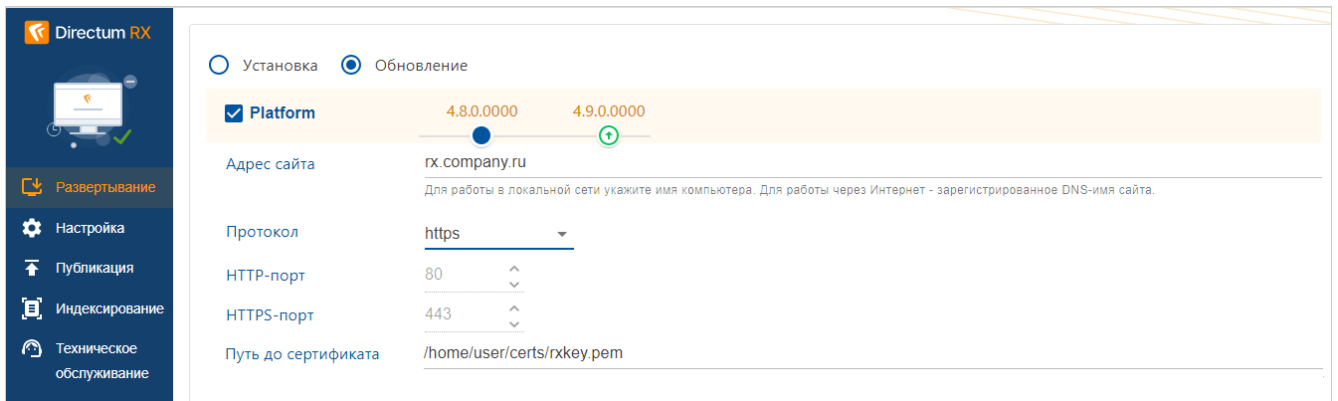 Directum RX
Установка
Обновление
Platform
4.8.0.0000
4.9.0.0000
Адрес сайта
rx.company.ru
Для работы в локальной сети укажите имя компьютера. Для работы через Интернет - зарегистрированное DNS-имя сайта.
Развертывание
Настройка
Публикация
Индексирование
Техническое
обслуживание
Протокол
https
HTTP-порт
80
HTTPS-порт
443
Путь до сертификата
/home/user/certs/rxkey.pem